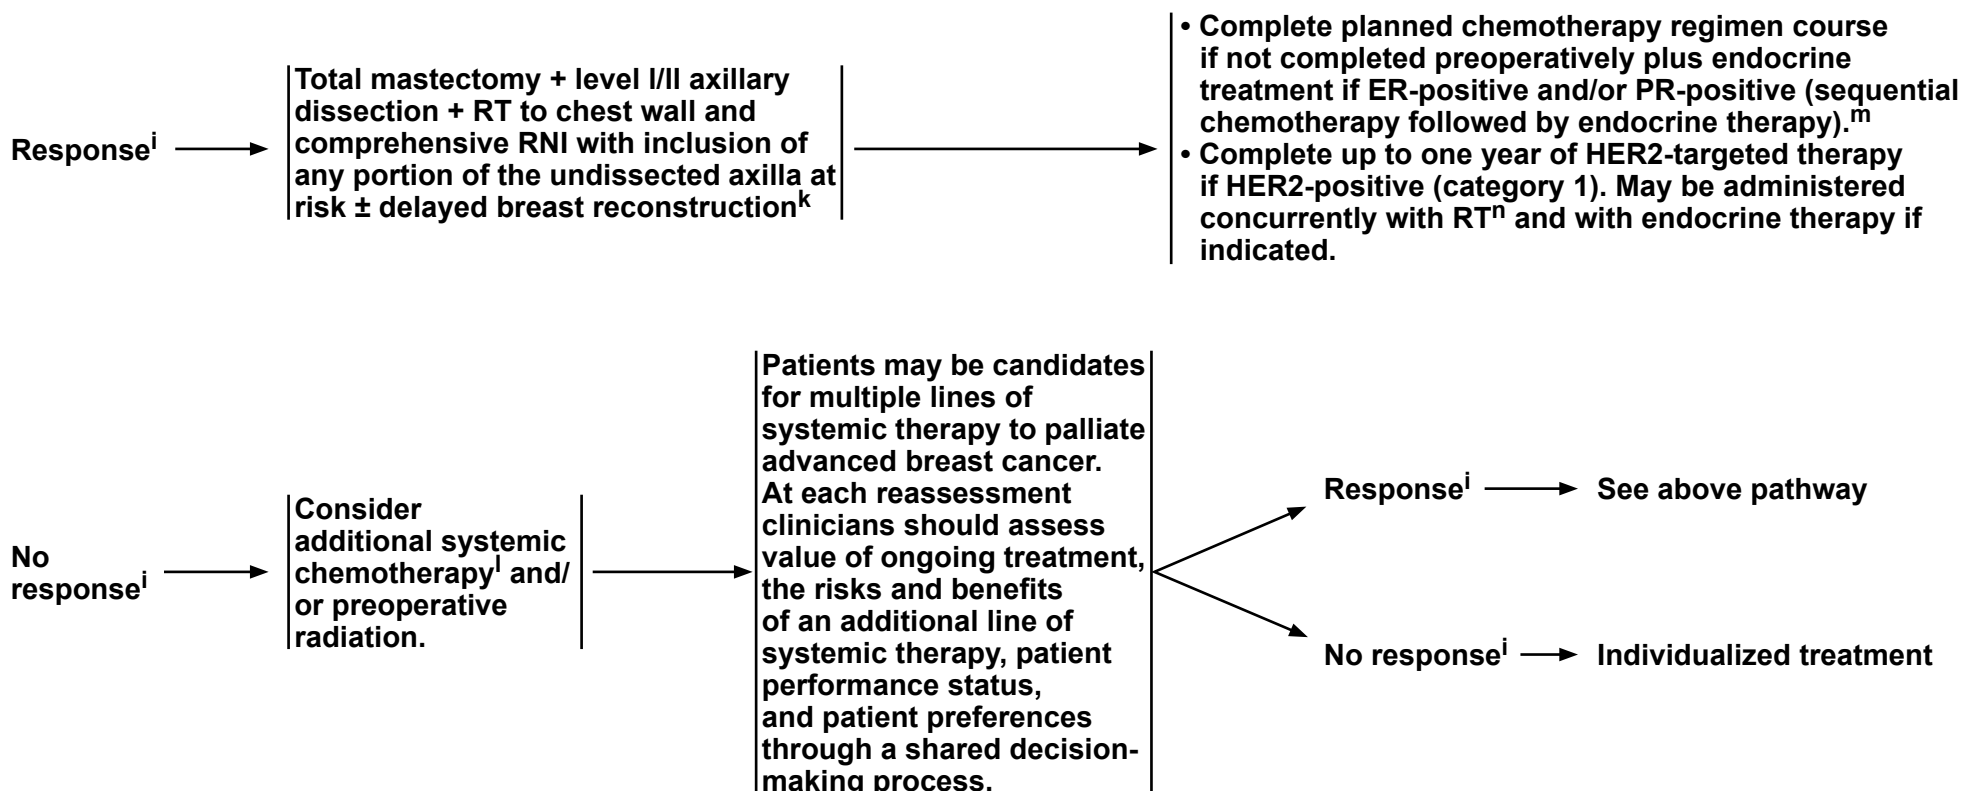 Responseⁱ
Total mastectomy + level I/II axillary
dissection + RT to chest wall and
comprehensive RNI with inclusion of
any portion of the undissected axilla at
risk ± delayed breast reconstructionᵏ
• Complete planned chemotherapy regimen course
if not completed preoperatively plus endocrine
treatment if ER-positive and/or PR-positive (sequential
chemotherapy followed by endocrine therapy).ᵐ
• Complete up to one year of HER2-targeted therapy
if HER2-positive (category 1). May be administered
concurrently with RTⁿ and with endocrine therapy if
indicated.
No
responseⁱ
Consider
additional systemic
chemotherapyˡ and/
or preoperative
radiation.
Patients may be candidates
for multiple lines of
systemic therapy to palliate
advanced breast cancer.
At each reassessment
clinicians should assess
value of ongoing treatment,
the risks and benefits
of an additional line of
systemic therapy, patient
performance status,
and patient preferences
through a shared decision-
making process.
Responseⁱ
See above pathway
No responseⁱ
Individualized treatment